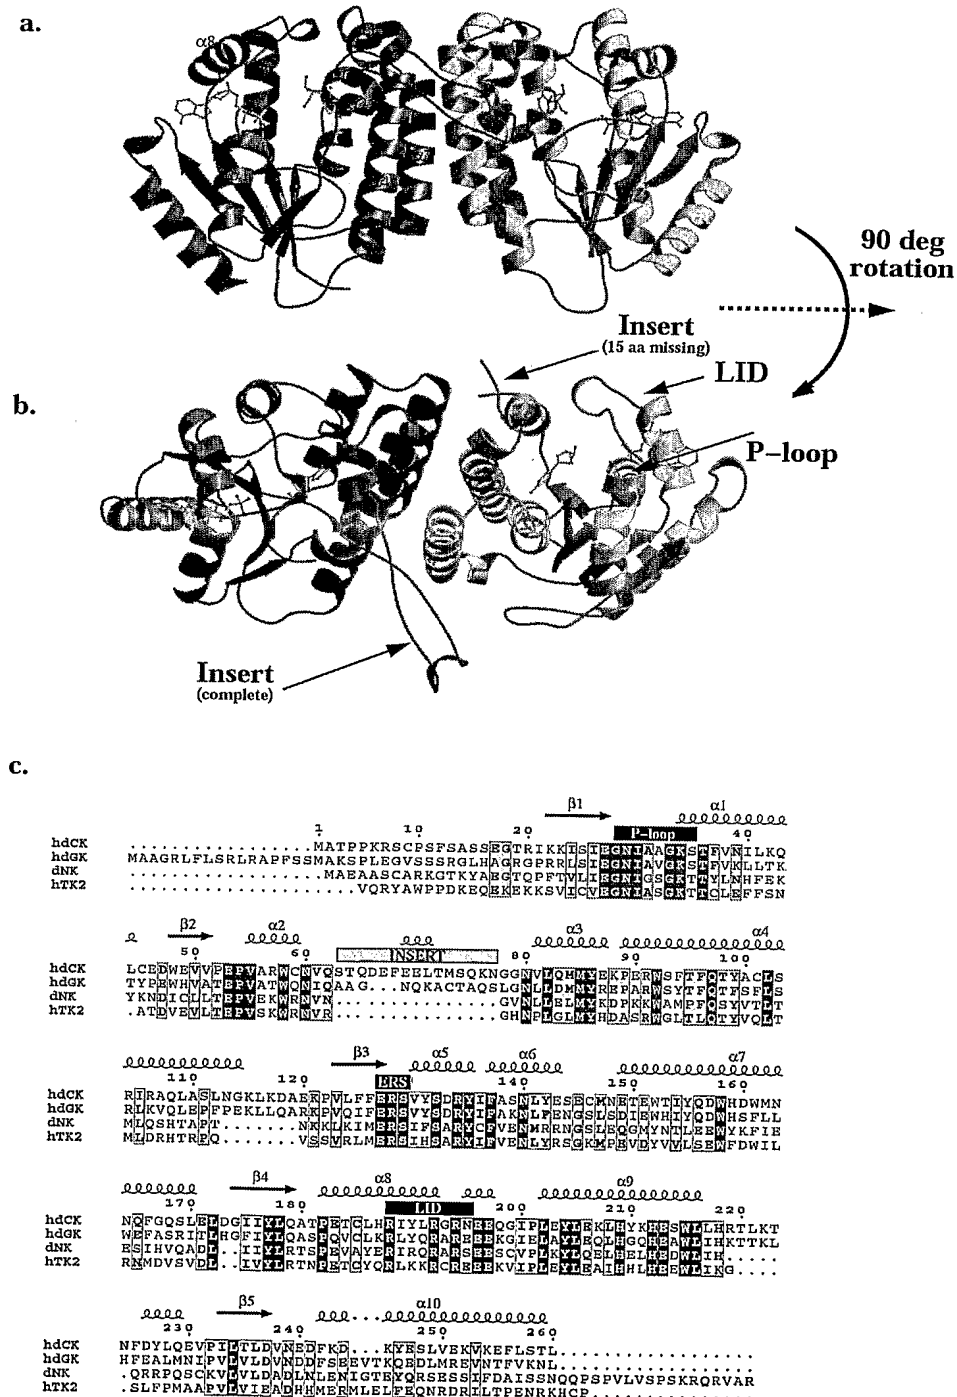 a.
α8
90 deg
rotation
Insert
(15 aa missing)
LID
b.
P-loop
Insert
(complete)
c.
β1 α1
P-loop
1 10 20 40
hdCK .................MATPPKRSCPSFSASSEGTRIKKISIEGNIAAGKSTFVNILKQ
hdGK MAAGRLFLSRLRAPFSSMAKSPLEGVSSSRGLHAGRGPRRLSIEGNIAVGKSTFVKLLTK
dNK ..................MAEAASCARKGTKYAEGTQPFTVLIEGNIGSGKTTYLNHFEK
hTK2 .....................VQRYAWPPDKEQEKEKKSVICVEGNIASGKTTCLEFFSN
β2 α2 α3 α4
50 60 INSERT 80 90 100
hdCK LCEDWEVVPEPVARWCNVQSTQDEFEELTMSQKNGGNVLQMMYEKPERWSFTFQTYACLS
hdGK TYPEWHVATEPVATWQNIQAAG...NQKACTAQSLGNLLDMMYREPARWSYTFQTFSFLS
dNK YKNDICLLTEPVEKWRNVN...............GVNLLELMYKDPKKWAMPFQSYVTLT
hTK2 .ATDVEVLTEPVSKWRNVR...............GHNPLGLMYHDASRWGLTLQTYVQLT
β3 α5 α6 α7
110 120 ERS 140 150 160
hdCK RIRAQLASLNGKLKDAEKPVLFFERSVYSDRYIFASNLYESECMNETEWTIYQDWHDWMN
hdGK RLKVQLEPFPEKLLQARKPVQIFERSVYSDRYIFAKNLFENGSLSDIEWHIYQDWHSFLL
dNK MLQSHTAPT.......NKKLKIMERSIFSARYCFVENMRRNGSLEQGMYNTLEEWYKFIE
hTK2 MLDRHTRPQ.......VSSVRLMERSIHSARYIFVENLYRSGKMPEVDYVVLSEWFDWIL
β4 α8 α9
170 180 LID 200 210 220
hdCK NQFGQSLELDGIIYLQATPETCLHRIYLRGRNEEQGIPLEYLEKLHYKHESWLLHRTLKT
hdGK WEFASRITLHGFIYLQASPQVCLKRLYQRAREEEKGIELAYLEQLHGQHEAWLIHKTTKL
dNK ESIHVQADL..IIYLRTSPEVAYERIRQRARSEESCVPLKYLQELHELHEDWLIH.....
hTK2 RNMDVSVDL..IVYLRTNPETCYQRLKKRCREEEKVIPLEYLEAIHHLHEEWLIKG....
β5 α10
230 240 250 260
hdCK NFDYLQEVPILTLDVNEDFKD...KYESLVEKVKEFLSTL..................
hdGK HFEALMNIPVLVLDVNDDFSEEVTKQEDLMREVNTFVKNL..................
dNK .QRRPQSCKVLVLDADLNLENIGTEYQRSESSIFDAISSNQQPSPVLVSPSKRQRVAR
hTK2 .SLFPMAAPVLVIEADHHMERMLELFEQNRDRILTPENRKHCP...............